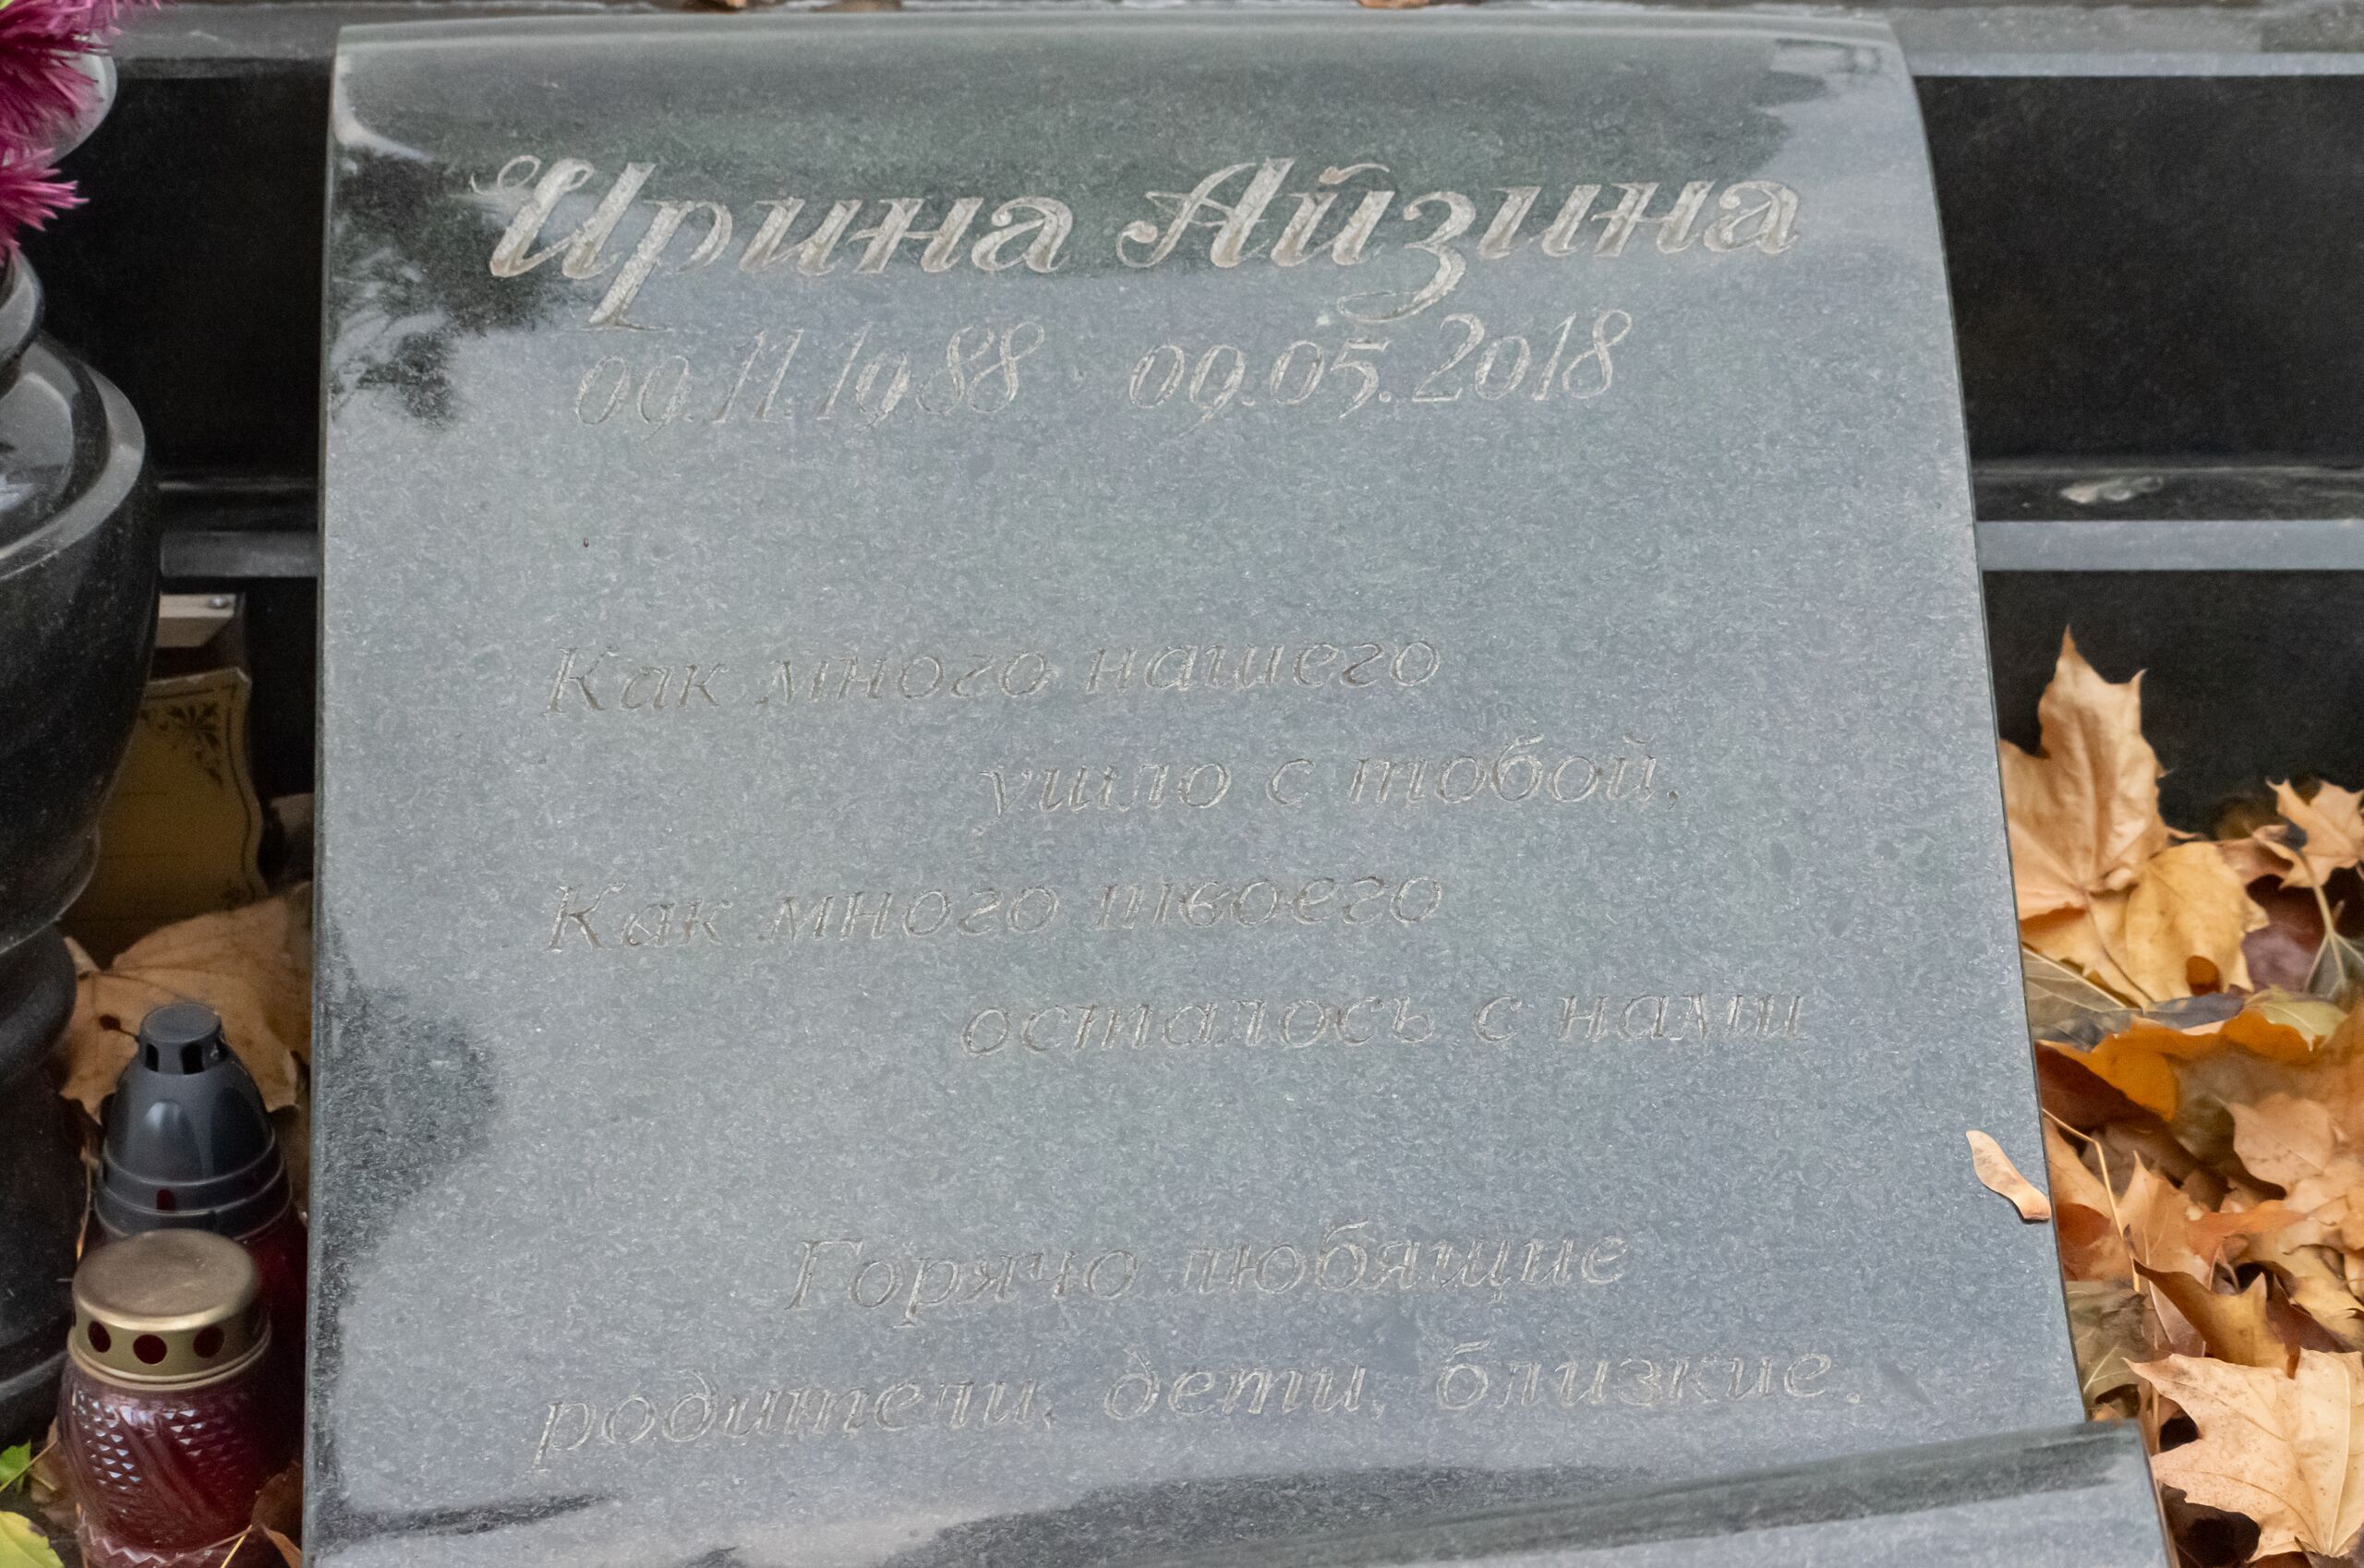 Ирина Айзина
09.11.1988 09.05.2018
Как много нашего
ушло с тобой,
Как много твоего
осталось с нами
Горячо любящие
родители, дети, близкие.